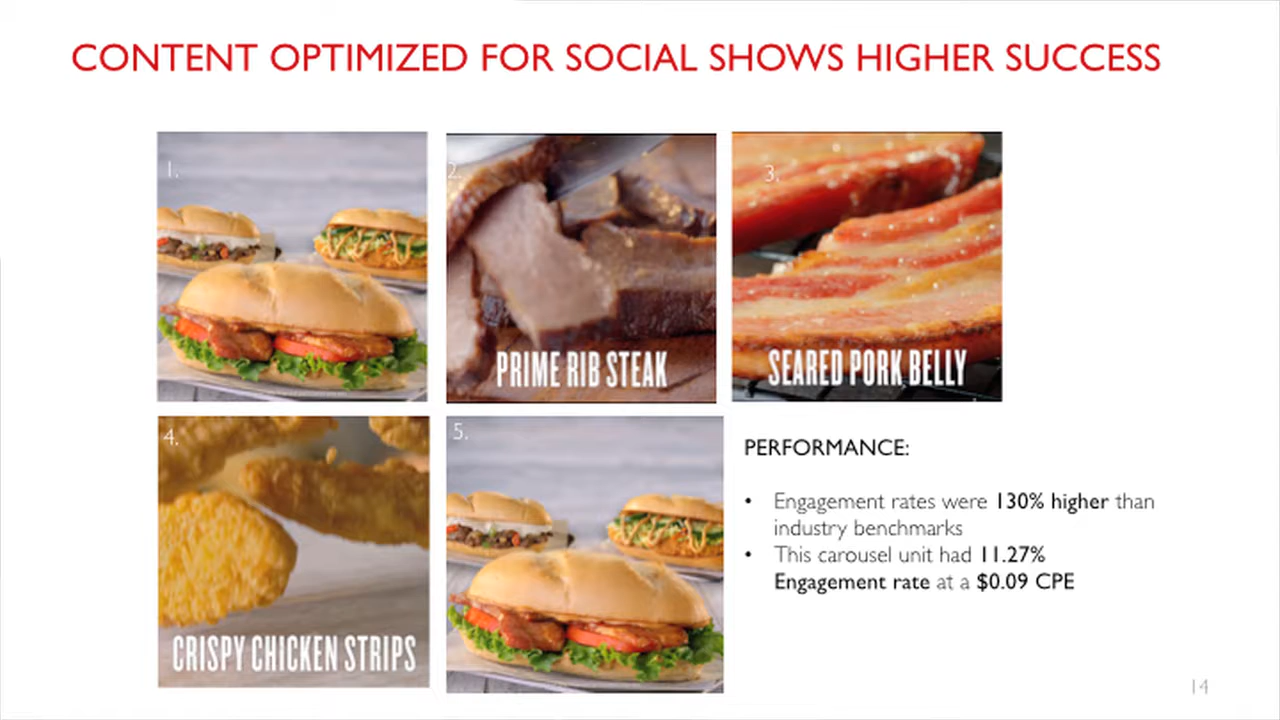 CONTENT OPTIMIZED FOR SOCIAL SHOWS HIGHER SUCCESS
1.
2.
PRIME RIB STEAK
3.
SEARED PORK BELLY
4.
CRISPY CHICKEN STRIPS
5.
PERFORMANCE:
• Engagement rates were 130% higher than
industry benchmarks
• This carousel unit had 11.27%
Engagement rate at a $0.09 CPE
14